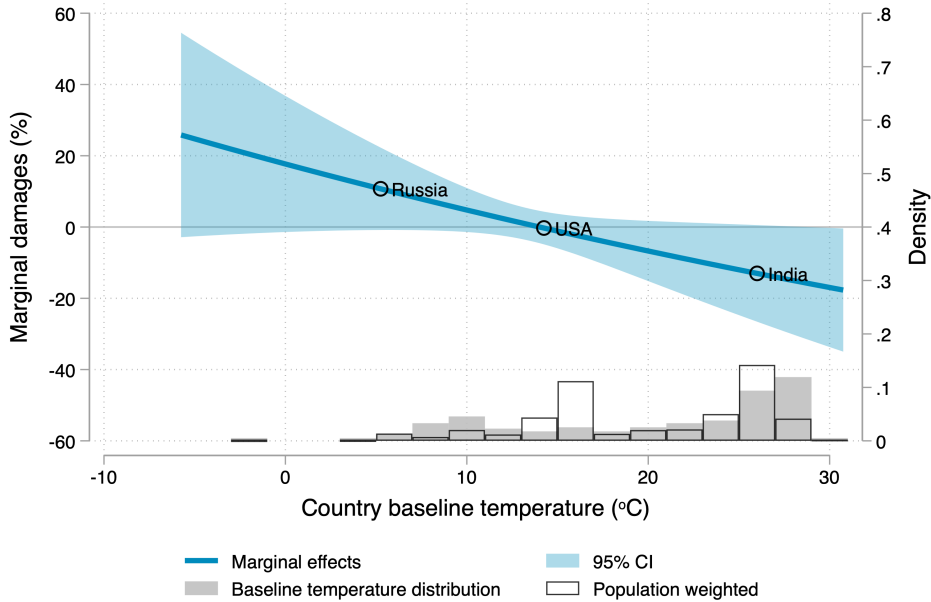 60
40
20
0
-20
-40
-60
Marginal damages (%)
.8
.7
.6
.5
.4
.3
.2
.1
0
Density
Russia
USA
India
-10 0 10 20 30
Country baseline temperature (°C)
Marginal effects
95% CI
Baseline temperature distribution
Population weighted